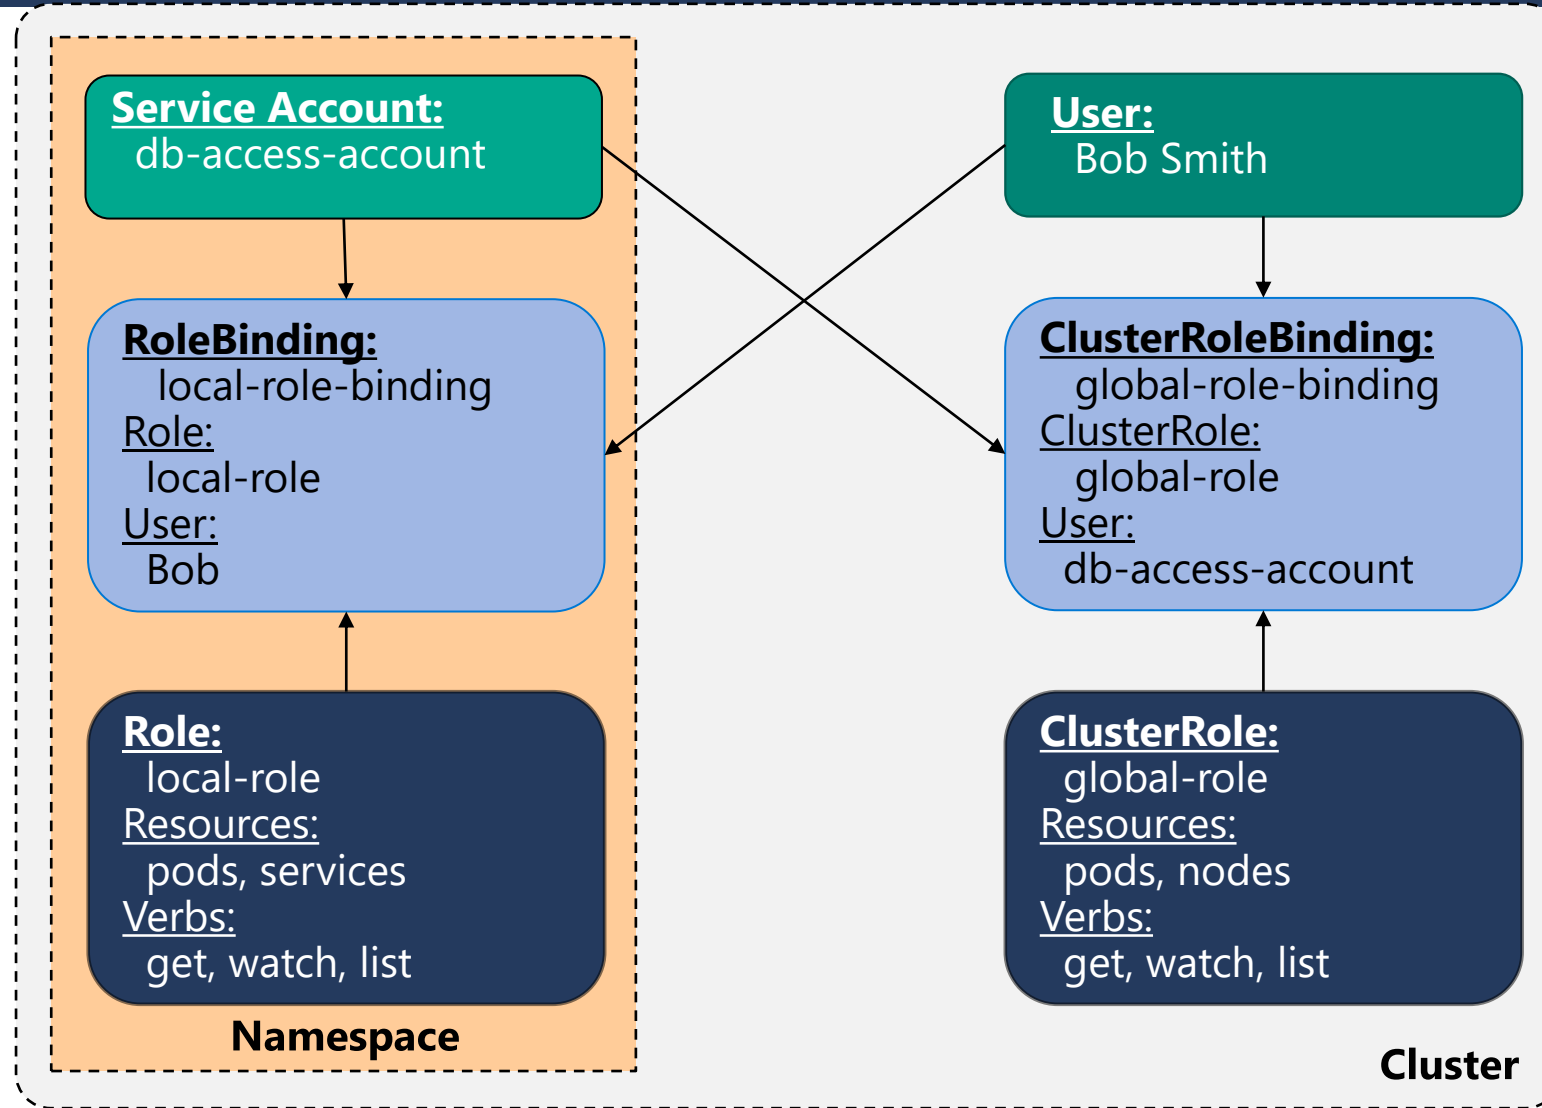 Service Account:
db-access-account
User:
Bob Smith
RoleBinding:
local-role-binding
Role:
local-role
User:
Bob
ClusterRoleBinding:
global-role-binding
ClusterRole:
global-role
User:
db-access-account
Role:
local-role
Resources:
pods, services
Verbs:
get, watch, list
ClusterRole:
global-role
Resources:
pods, nodes
Verbs:
get, watch, list
Namespace
Cluster